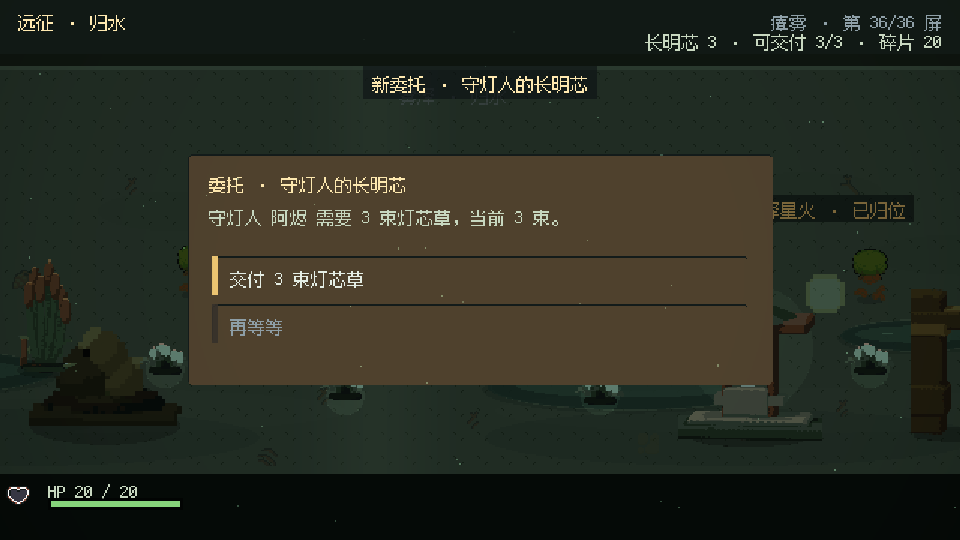 远征 · 归水
瘴雾 · 第 36/36 屏
长明芯 3 · 可交付 3/3 · 碎片 20
新委托 · 守灯人的长明芯
委托 · 守灯人的长明芯
守灯人 阿烬 需要 3 束灯芯草，当前 3 束。
星火 · 已归位
交付 3 束灯芯草
再等等
HP 20 / 20